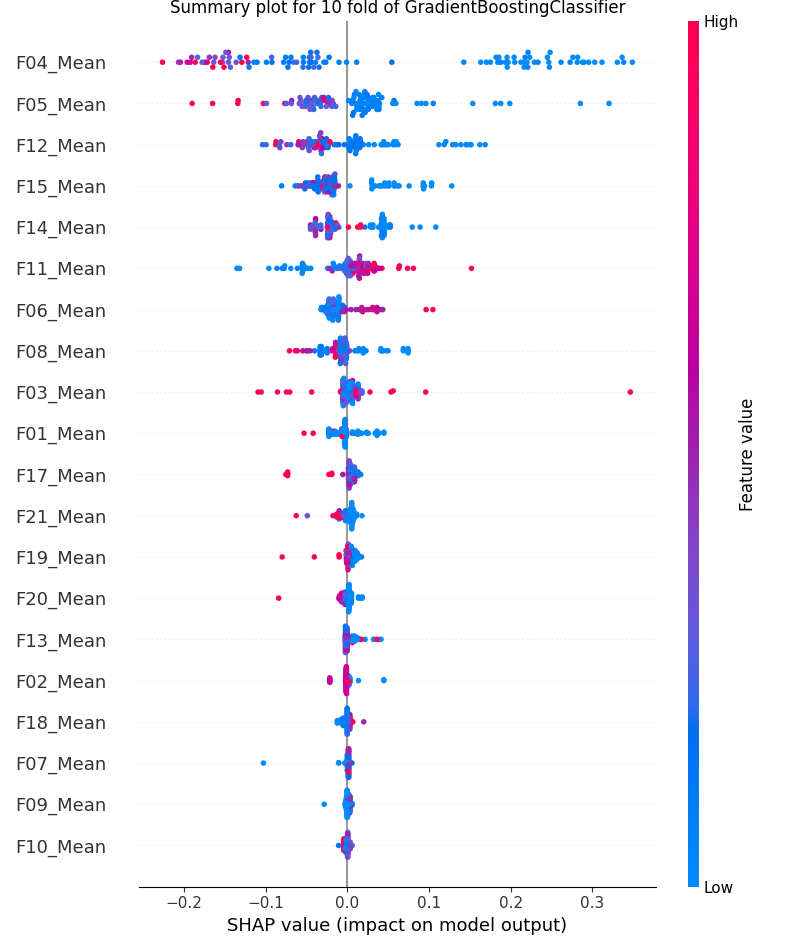 Summary plot for 10 fold of GradientBoostingClassifier
High
F04_Mean
F05_Mean
F12_Mean
F15_Mean
F14_Mean
F11_Mean
F06_Mean
F08_Mean
F03_Mean
F01_Mean
F17_Mean
F21_Mean
F19_Mean
F20_Mean
F13_Mean
F02_Mean
F18_Mean
F07_Mean
F09_Mean
F10_Mean
Feature value
Low
−0.2 −0.1 0.0 0.1 0.2 0.3
SHAP value (impact on model output)